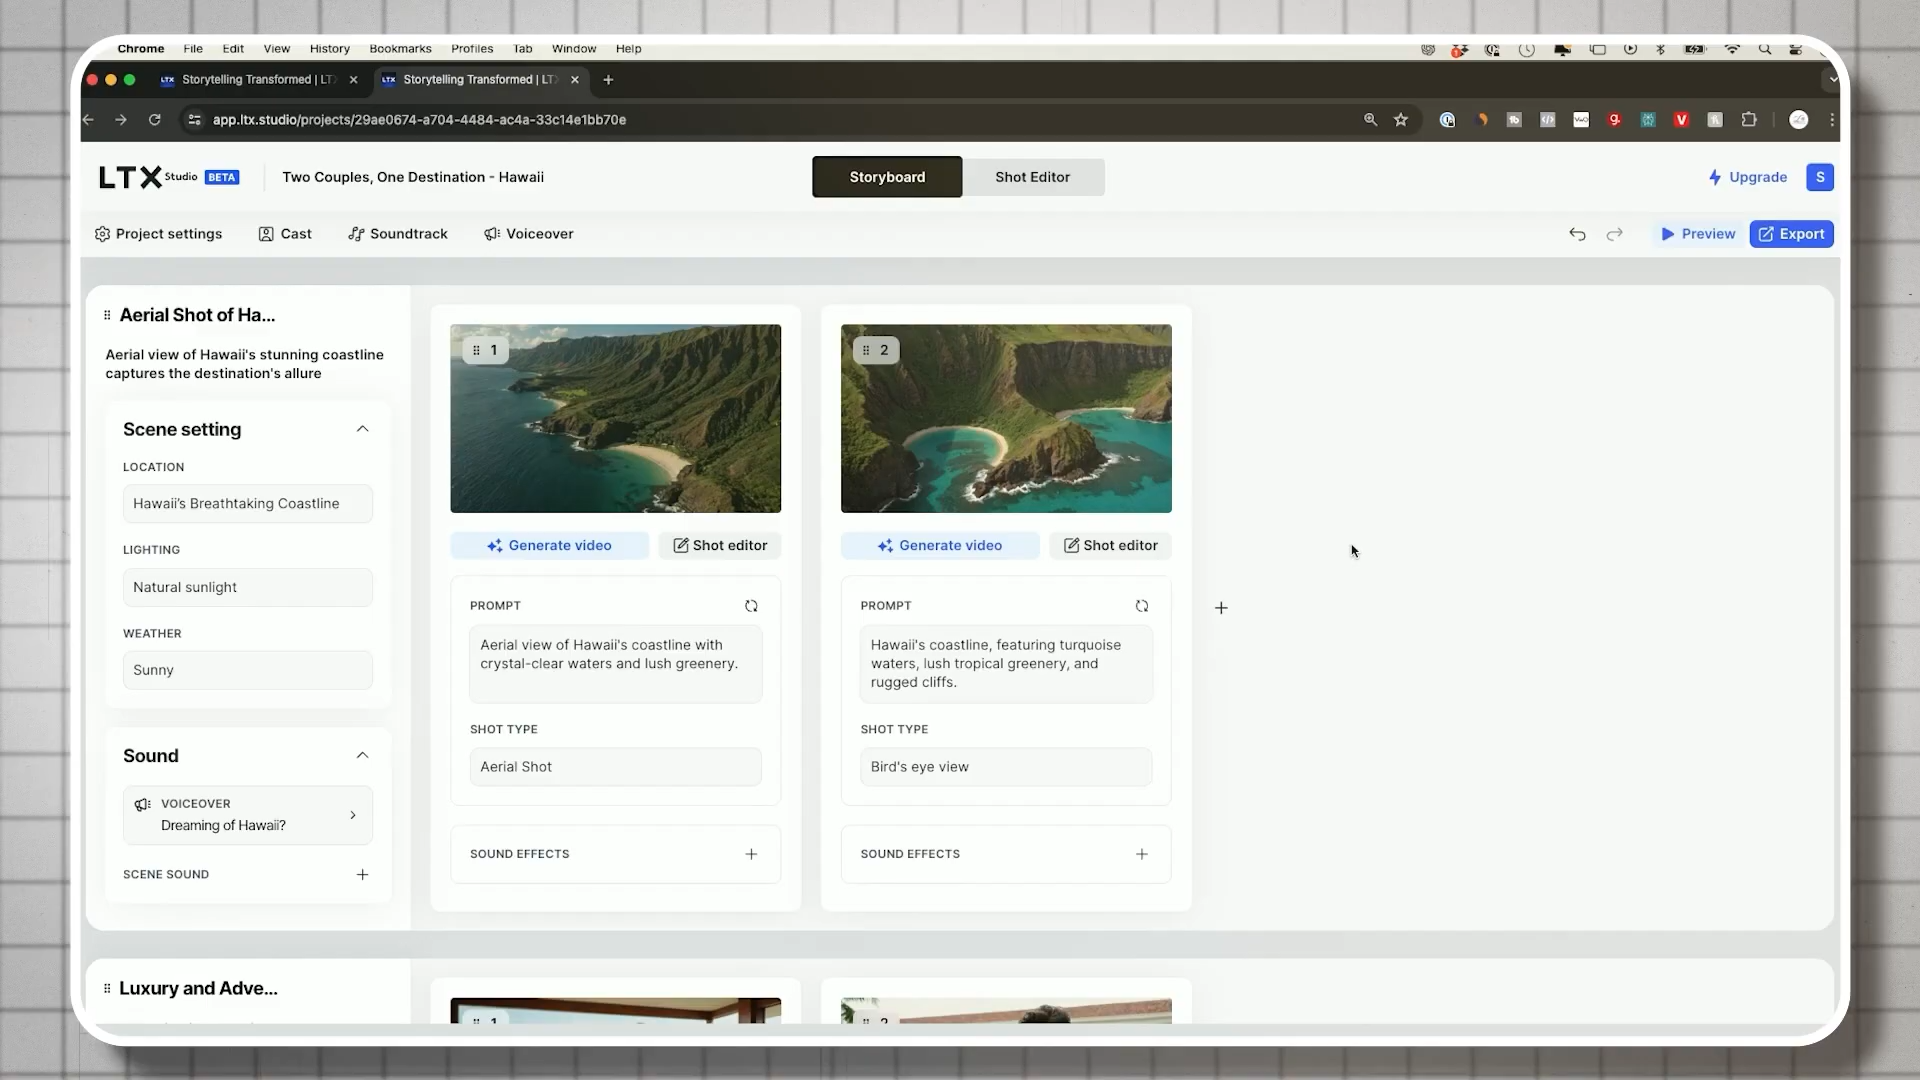 Chrome File Edit View History Bookmarks Profiles Tab Window Help
Storytelling Transformed | LT
Storytelling Transformed | LT
app.ltx.studio/projects/29ae0674-a704-4484-ac4a-33c14e1bb70e
LTX Studio BETA
Two Couples, One Destination - Hawaii
Storyboard
Shot Editor
Upgrade
S
Project settings
Cast
Soundtrack
Voiceover
Preview
Export
Aerial Shot of Ha...
Aerial view of Hawaii's stunning coastline
captures the destination's allure
Scene setting
LOCATION
Hawaii's Breathtaking Coastline
LIGHTING
Natural sunlight
WEATHER
Sunny
Sound
VOICEOVER
Dreaming of Hawaii?
SCENE SOUND
1
Generate video
Shot editor
PROMPT
Aerial view of Hawaii's coastline with
crystal-clear waters and lush greenery.
SHOT TYPE
Aerial Shot
SOUND EFFECTS
2
Generate video
Shot editor
PROMPT
Hawaii's coastline, featuring turquoise
waters, lush tropical greenery, and
rugged cliffs.
SHOT TYPE
Bird's eye view
SOUND EFFECTS
Luxury and Adve...
1
2